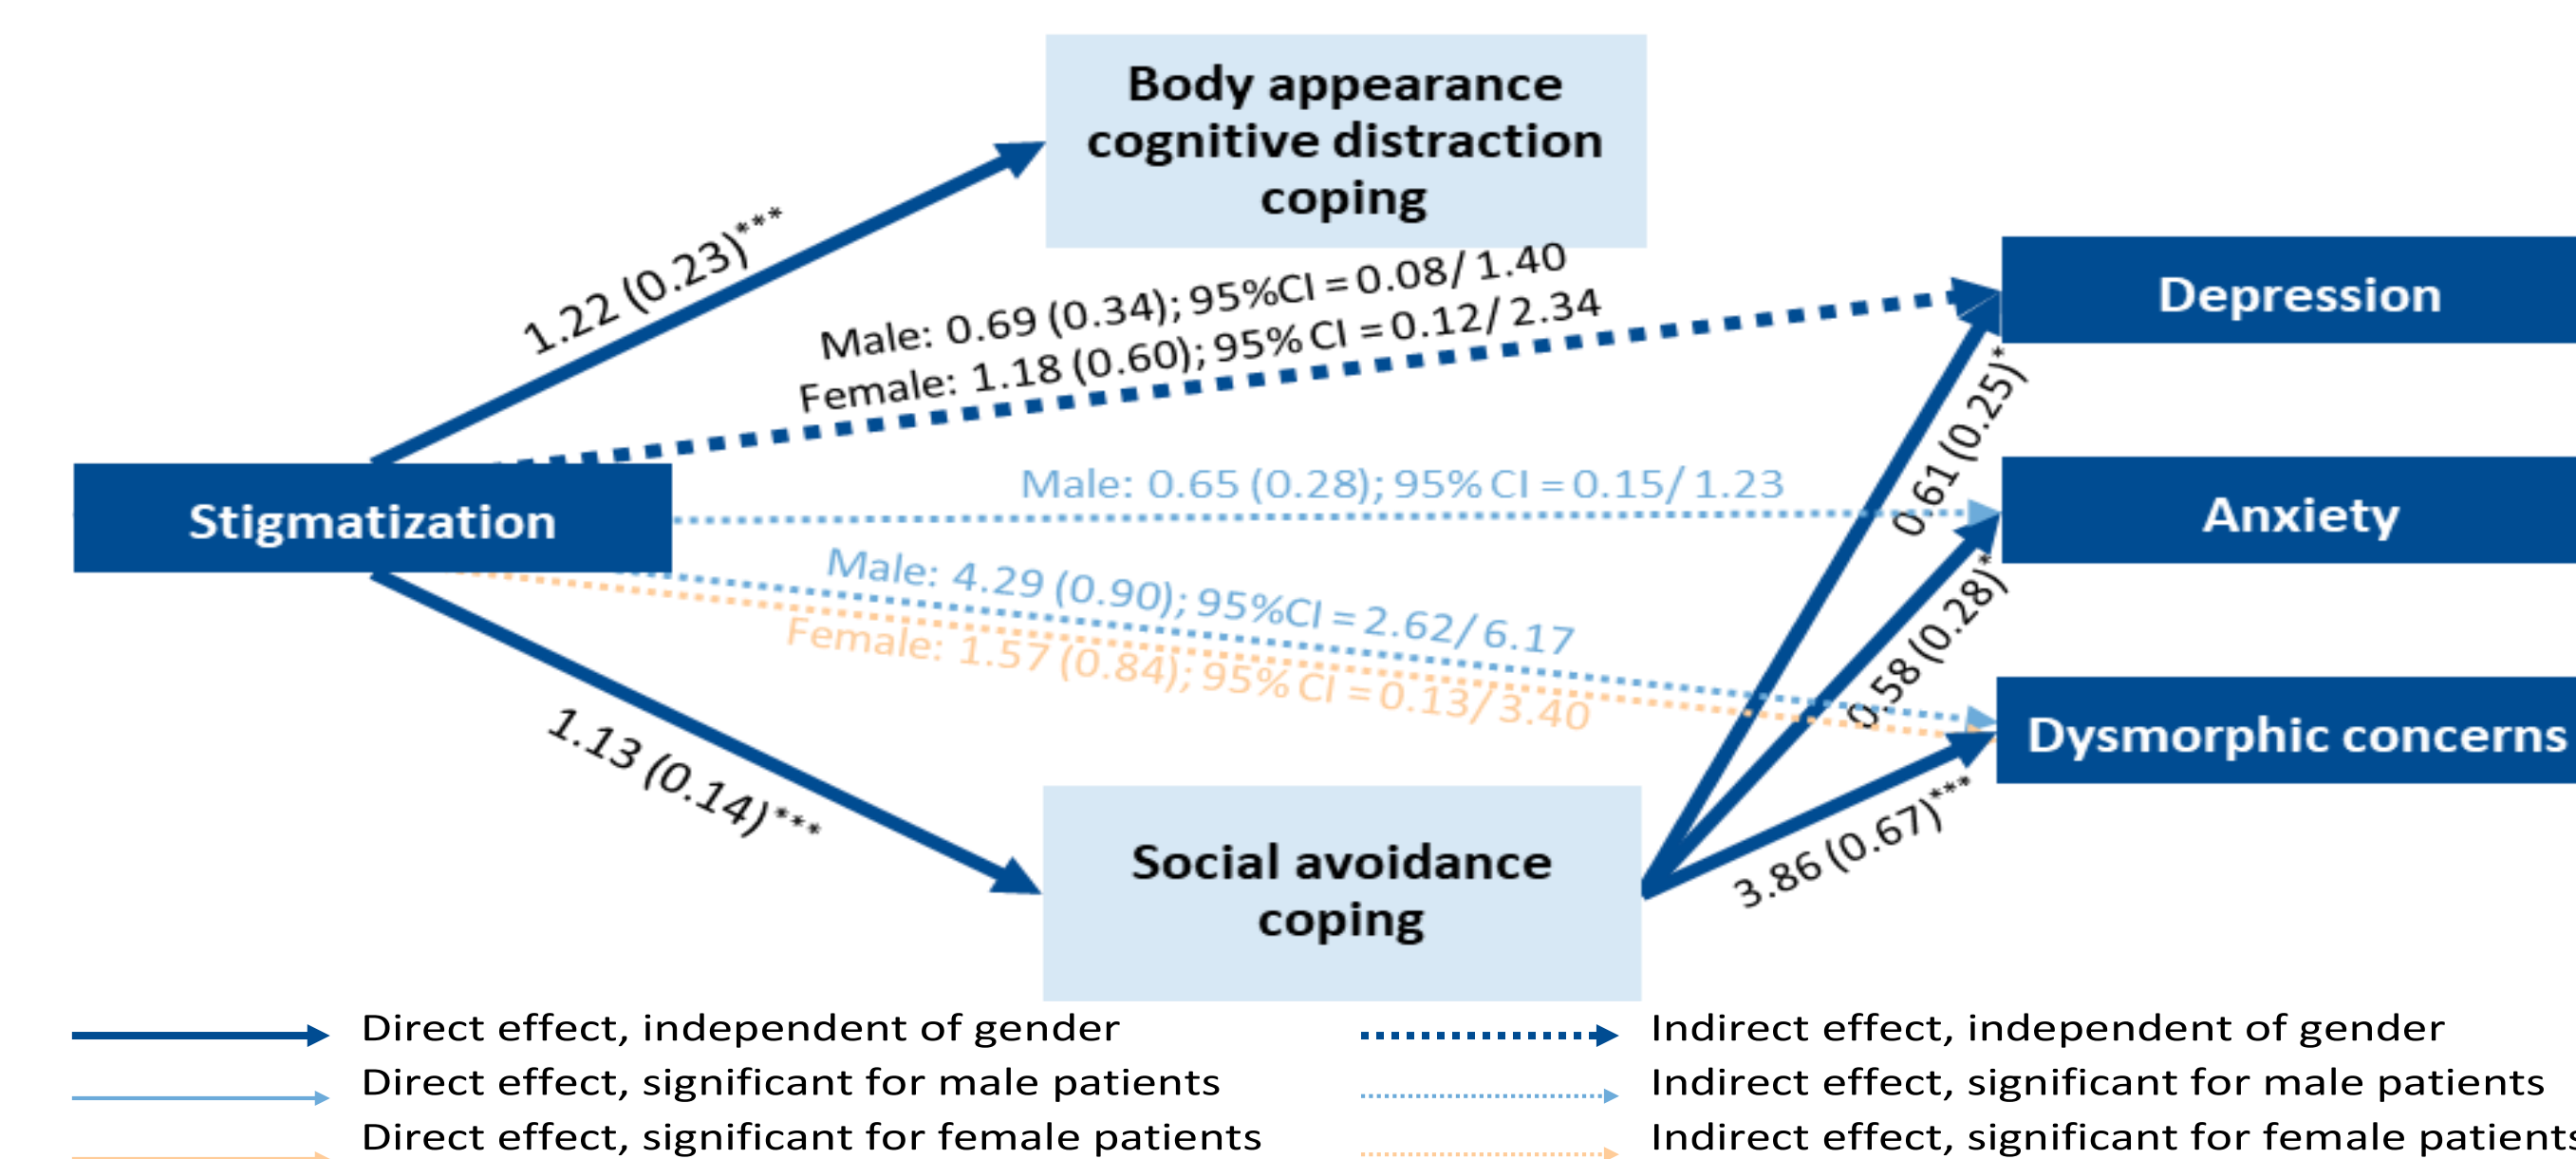 Body appearance
cognitive distraction
coping
1.22 (0.23)***
Male: 0.69 (0.34); 95%CI = 0.08/ 1.40
Female: 1.18 (0.60); 95% CI = 0.12/ 2.34
Depression
0.61 (0.25)*
Stigmatization
Male: 0.65 (0.28); 95% CI = 0.15/ 1.23
Anxiety
Male: 4.29 (0.90); 95%CI = 2.62/ 6.17
Female: 1.57 (0.84); 95% CI = 0.13/ 3.40
0.58 (0.28)*
Dysmorphic concerns
1.13 (0.14)***
3.86 (0.67)***
Social avoidance
coping
Direct effect, independent of gender
Direct effect, significant for male patients
Direct effect, significant for female patients
Indirect effect, independent of gender
Indirect effect, significant for male patients
Indirect effect, significant for female patients